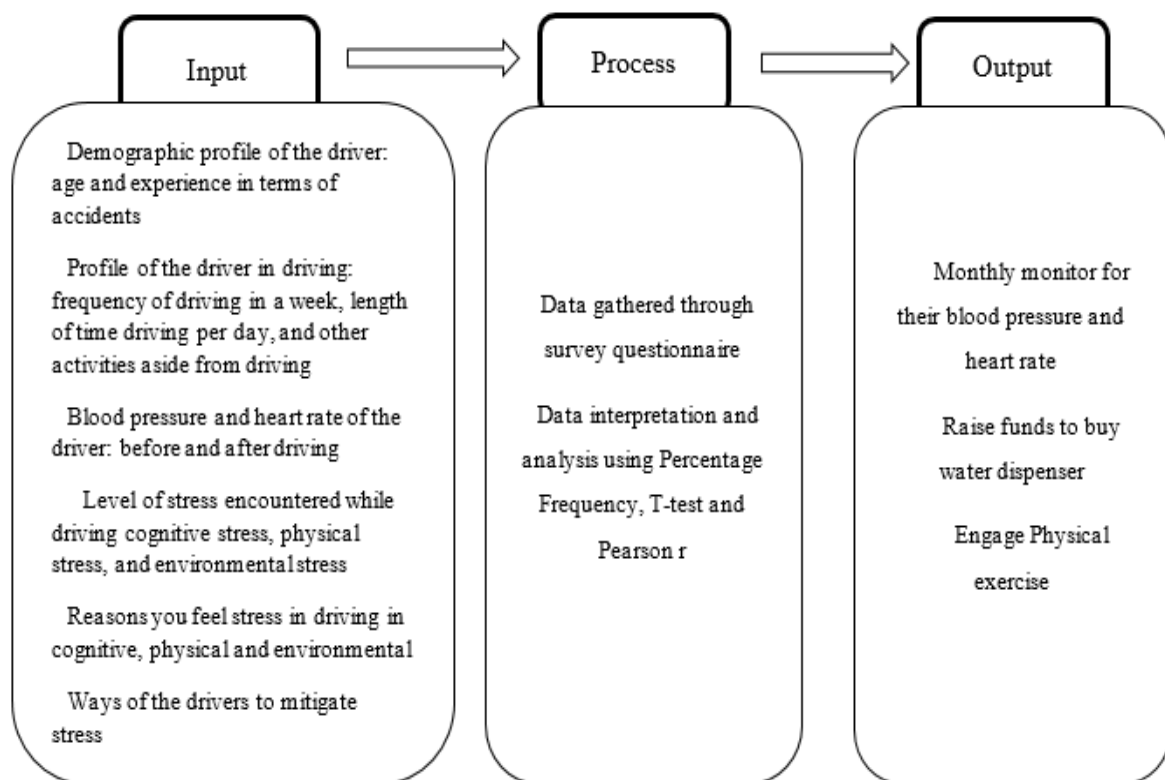 Input
Process
Output
Demographic profile of the driver:
age and experience in terms of
accidents
Profile of the driver in driving:
frequency of driving in a week, length
of time driving per day, and other
activities aside from driving
Blood pressure and heart rate of the
driver: before and after driving
Level of stress encountered while
driving cognitive stress, physical
stress, and environmental stress
Reasons you feel stress in driving in
cognitive, physical and environmental
Ways of the drivers to mitigate
stress
Data gathered through
survey questionnaire
Data interpretation and
analysis using Percentage
Frequency, T-test and
Pearson r
Monthly monitor for
their blood pressure and
heart rate
Raise funds to buy
water dispenser
Engage Physical
exercise